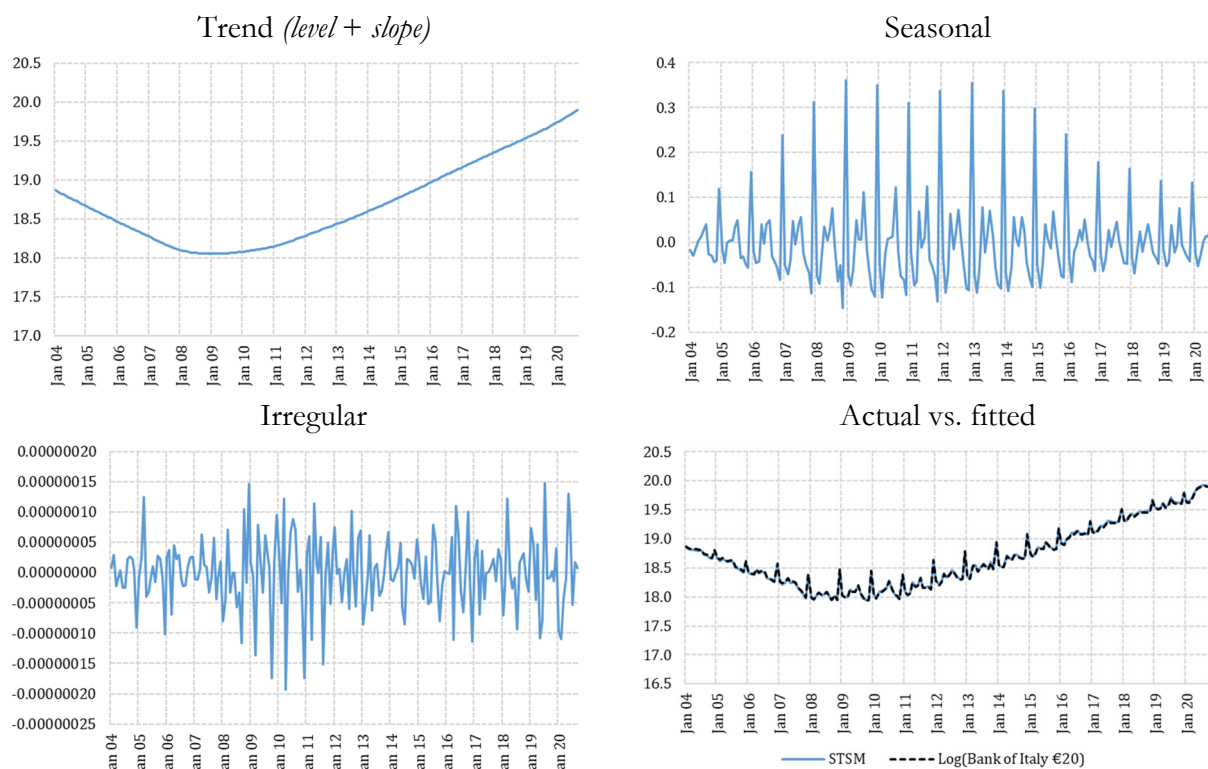 Trend (level + slope)
20.5
20.0
19.5
19.0
18.5
18.0
17.5
17.0
Jan 04
Jan 05
Jan 06
Jan 07
Jan 08
Jan 09
Jan 10
Jan 11
Jan 12
Jan 13
Jan 14
Jan 15
Jan 16
Jan 17
Jan 18
Jan 19
Jan 20
Seasonal
0.4
0.3
0.2
0.1
0.0
-0.1
-0.2
Jan 04
Jan 05
Jan 06
Jan 07
Jan 08
Jan 09
Jan 10
Jan 11
Jan 12
Jan 13
Jan 14
Jan 15
Jan 16
Jan 17
Jan 18
Jan 19
Jan 20
Irregular
0.00000020
0.00000015
0.00000010
0.00000005
0.00000000
-0.00000005
-0.00000010
-0.00000015
-0.00000020
-0.00000025
Jan 04
Jan 05
Jan 06
Jan 07
Jan 08
Jan 09
Jan 10
Jan 11
Jan 12
Jan 13
Jan 14
Jan 15
Jan 16
Jan 17
Jan 18
Jan 19
Jan 20
Actual vs. fitted
20.5
20.0
19.5
19.0
18.5
18.0
17.5
17.0
16.5
Jan 04
Jan 05
Jan 06
Jan 07
Jan 08
Jan 09
Jan 10
Jan 11
Jan 12
Jan 13
Jan 14
Jan 15
Jan 16
Jan 17
Jan 18
Jan 19
Jan 20
STSM
Log(Bank of Italy €20)